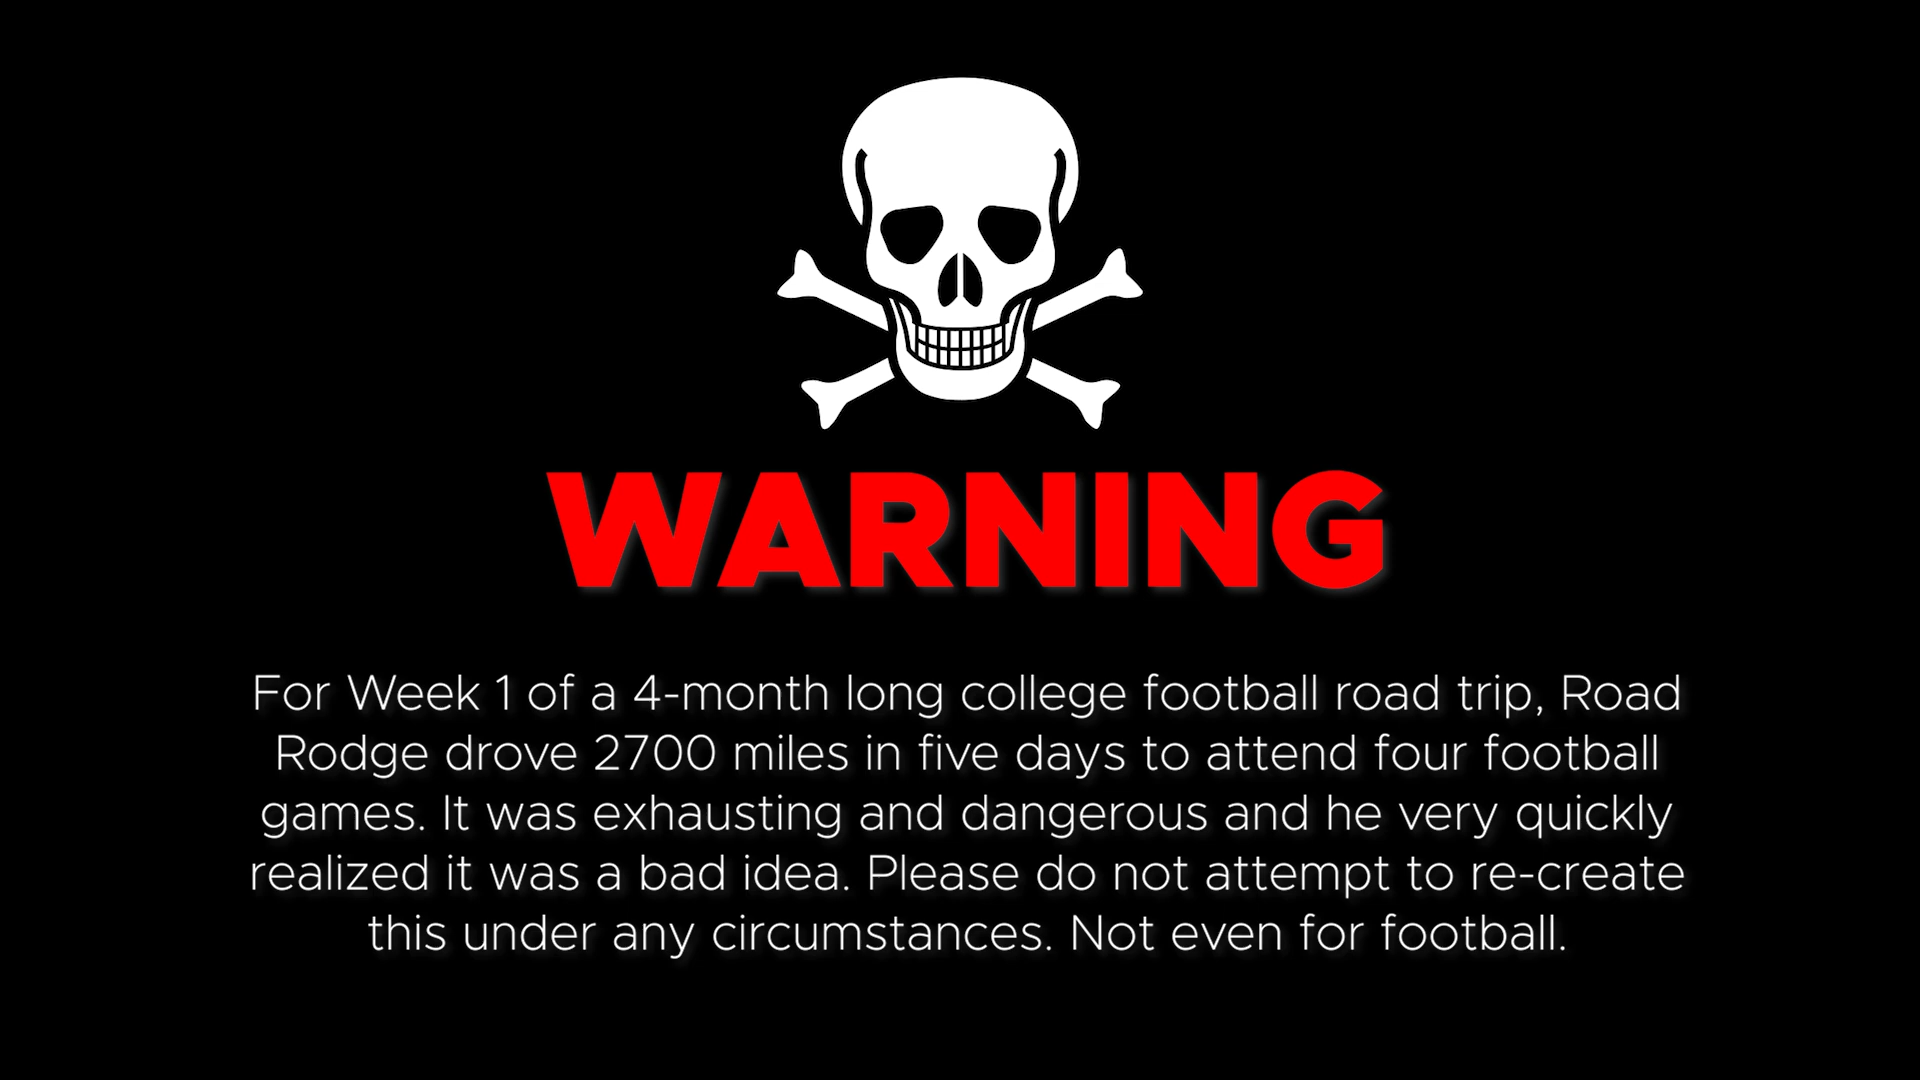 WARNING
For Week 1 of a 4-month long college football road trip, Road
Rodge drove 2700 miles in five days to attend four football
games. It was exhausting and dangerous and he very quickly
realized it was a bad idea. Please do not attempt to re-create
this under any circumstances. Not even for football.